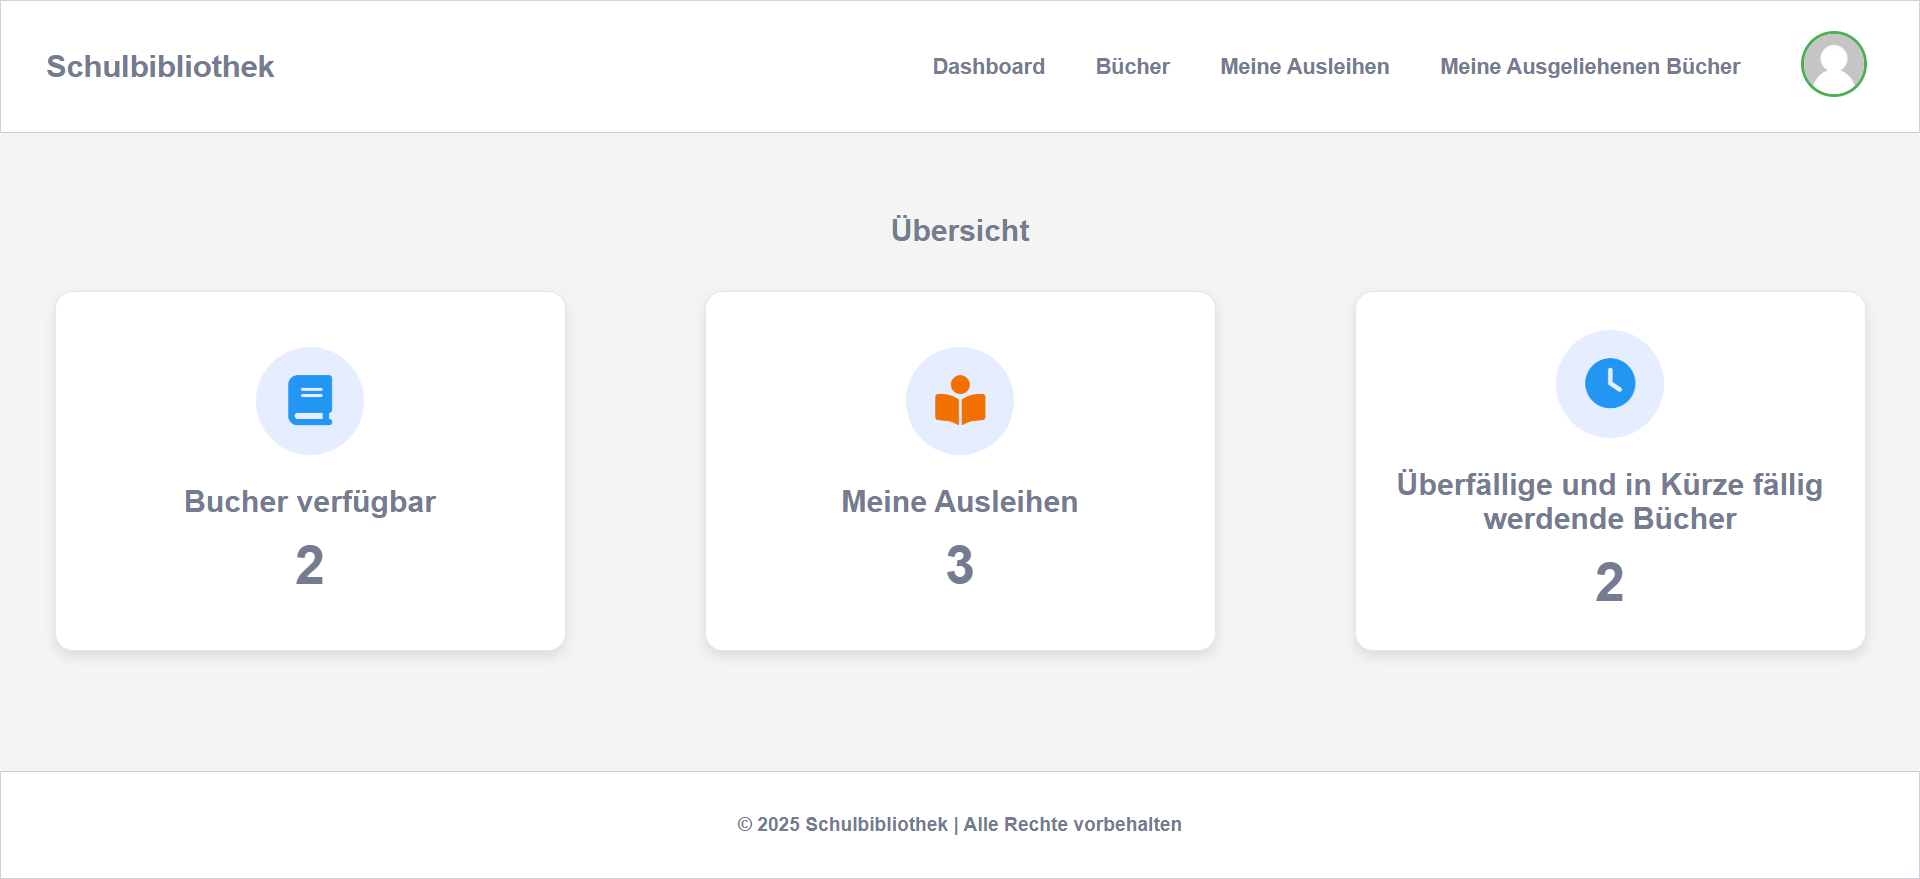 Schulbibliothek
Dashboard
Bücher
Meine Ausleihen
Meine Ausgeliehenen Bücher
Übersicht
Bucher verfügbar
2
Meine Ausleihen
3
Überfällige und in Kürze fällig
werdende Bücher
2
© 2025 Schulbibliothek | Alle Rechte vorbehalten